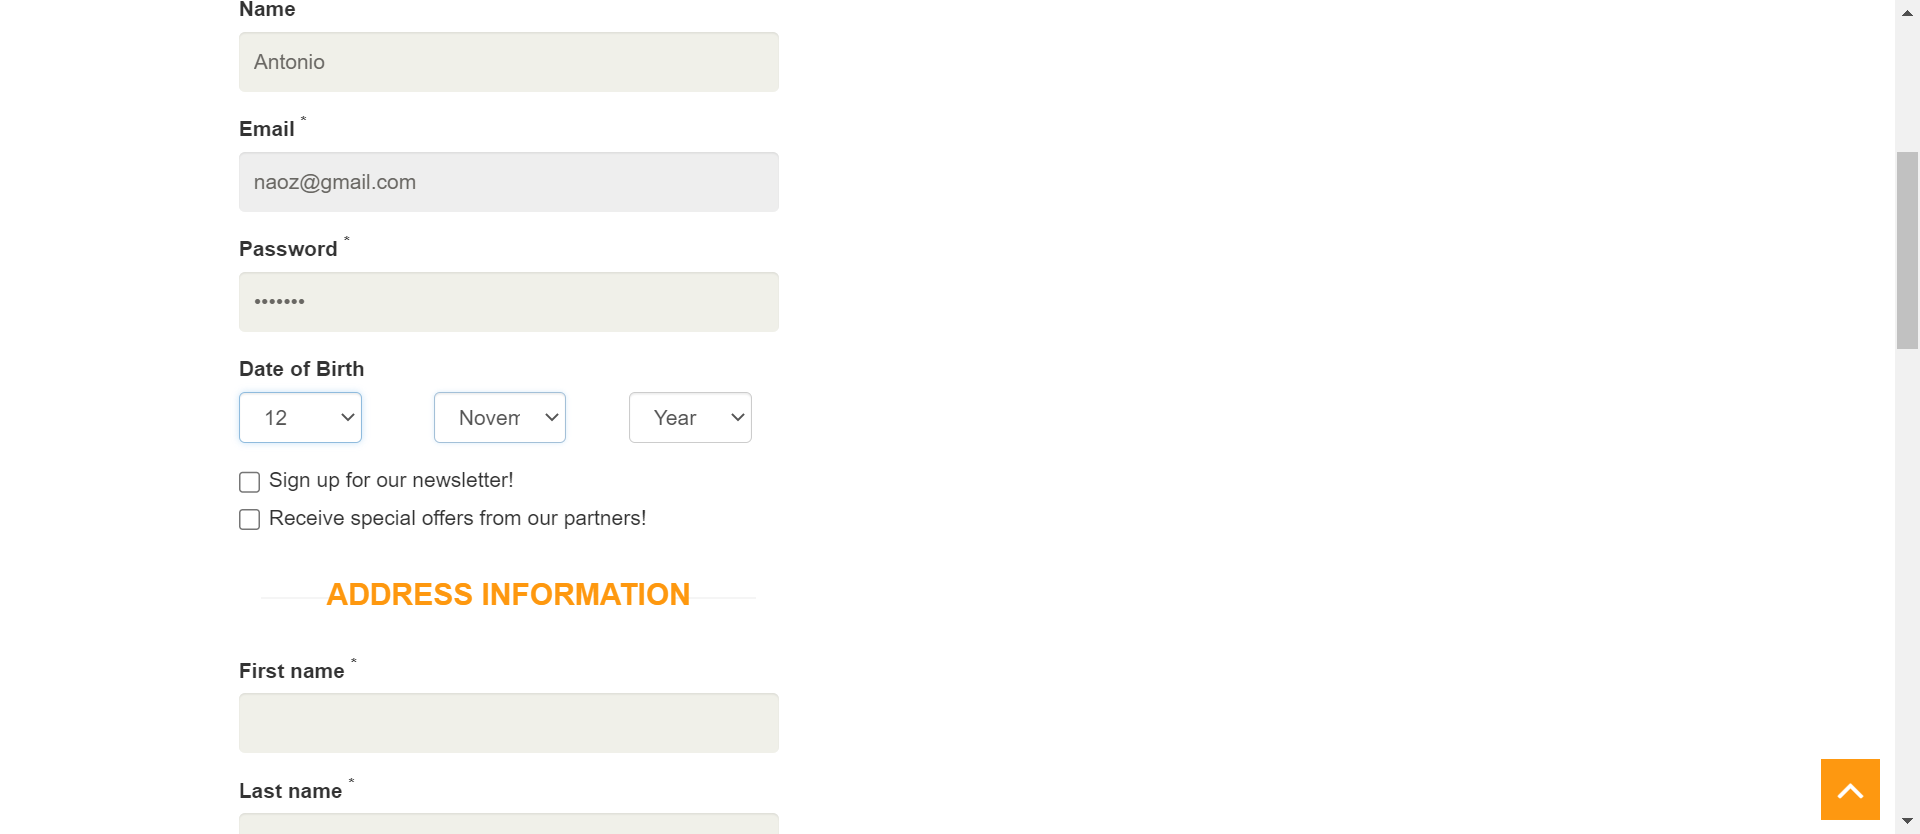 Name
Antonio
Email *
naoz@gmail.com
Password *
•••••••
Date of Birth
12 Novem Year
Sign up for our newsletter!
Receive special offers from our partners!
ADDRESS INFORMATION
First name *
Last name *